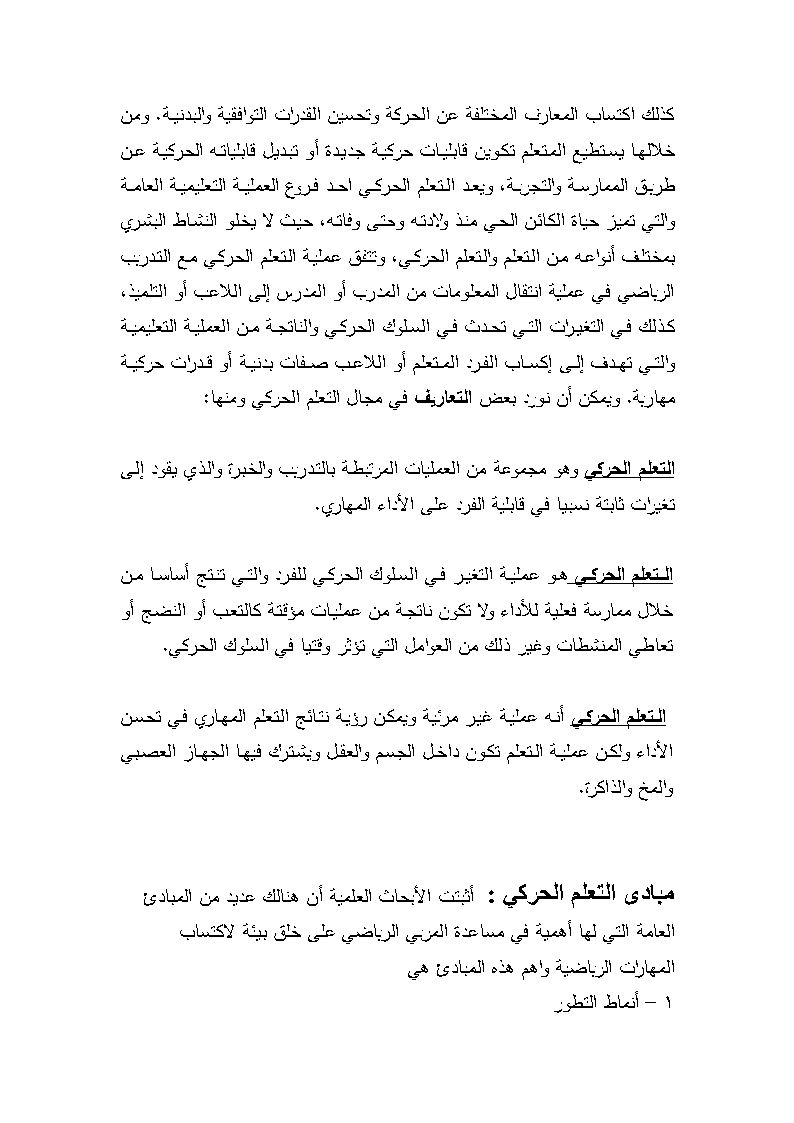 كذلك اكتساب المعارف المختلفة عن الحركة وتحسين القدرات التوافقية والبدنية. ومن
خلالها يستطيع المتعلم تكوين قابليات حركية جديدة أو تبديل قابلياته الحركية عن
طريق الممارسة والتجربة، ويعد التعلم الحركي احد فروع العملية التعليمية العامة
والتي تميز حياة الكائن الحي منذ ولادته وحتى وفاته، حيث لا يخلو النشاط البشري
بمختلف أنواعه من التعلم والتعلم الحركي، وتتفق عملية التعلم الحركي مع التدريب
الرياضي في عملية انتقال المعلومات من المدرب أو المدرس إلى اللاعب أو التلميذ،
كذلك في التغيرات التي تحدث في السلوك الحركي والناتجة من العملية التعليمية
والتي تهدف إلى إكساب الفرد المتعلم أو اللاعب صفات بدنية أو قدرات حركية
مهارية. ويمكن أن نورد بعض التعاريف في مجال التعلم الحركي ومنها:
التعلم الحركي وهو مجموعة من العمليات المرتبطة بالتدريب والخبرة والذي يقود إلى
تغيرات ثابتة نسبيا في قابلية الفرد على الأداء المهاري.
التعلم الحركي هو عملية التغير في السلوك الحركي للفرد والتي تنتج أساسا من
خلال ممارسة فعلية للأداء ولا تكون ناتجة من عمليات مؤقتة كالتعب أو النضج أو
تعاطي المنشطات وغير ذلك من العوامل التي تؤثر وقتيا في السلوك الحركي.
التعلم الحركي أنه عملية غير مرئية ويمكن رؤية نتائج التعلم المهاري في تحسن
الأداء ولكن عملية التعلم تكون داخل الجسم والعقل ويشترك فيها الجهاز العصبي
والمخ والذاكرة.
مبادى التعلم الحركي : أثبتت الأبحاث العلمية أن هنالك عديد من المبادئ
العامة التي لها أهمية في مساعدة المربي الرياضي على خلق بيئة لاكتساب
المهارات الرياضية واهم هذه المبادئ هي
١ – أنماط التطور